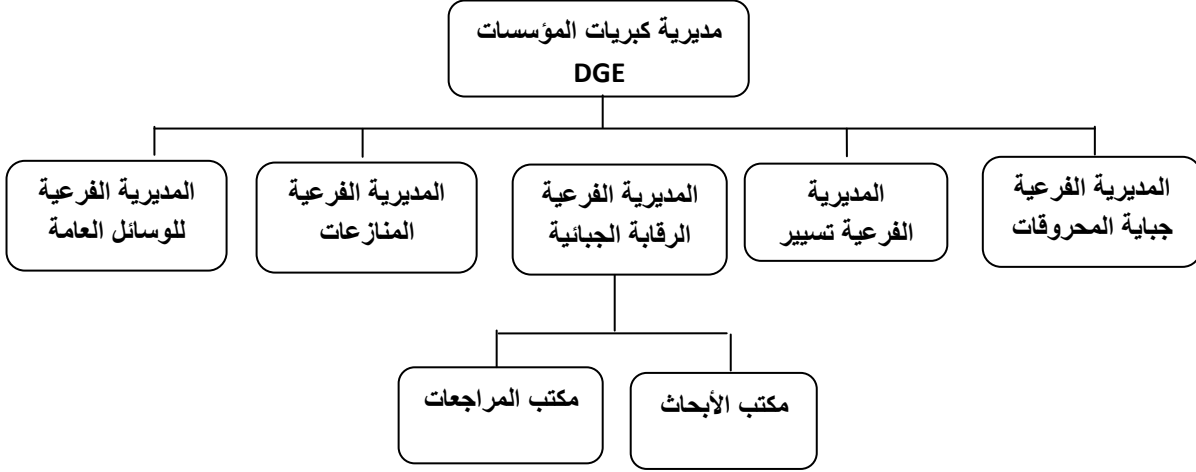 مديرية كبريات المؤسسات
DGE
المديرية الفرعية
جباية المحروقات
المديرية
الفرعية تسيير
المديرية الفرعية
الرقابة الجبائية
المديرية الفرعية
المنازعات
المديرية الفرعية
للوسائل العامة
مكتب الأبحاث
مكتب المراجعات